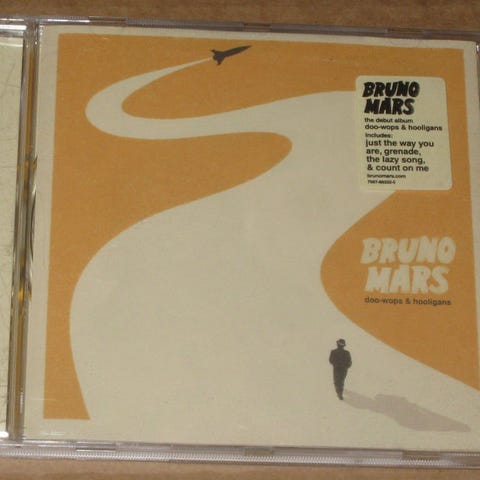 BRUNO
MARS
the debut album
doo-wops & hooligans
Includes:
just the way you
are, grenade,
the lazy song,
& count on me
brunomars.com
BRUNO
MARS
doo-wops & hooligans